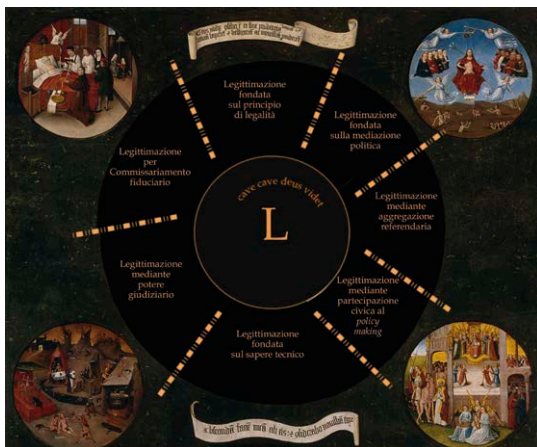 Legittimazione
fondata
sul principio
di legalità
Legittimazione
fondata
sulla mediazione
politica
Legittimazione
mediante
aggregazione
referendaria
Legittimazione
mediante
partecipazione
civica al
policy
making
Legittimazione
fondata
sul sapere tecnico
Legittimazione
mediante
potere
giudiziario
Legittimazione
per
Commissariamento
fiduciario
cave cave deus videt
L